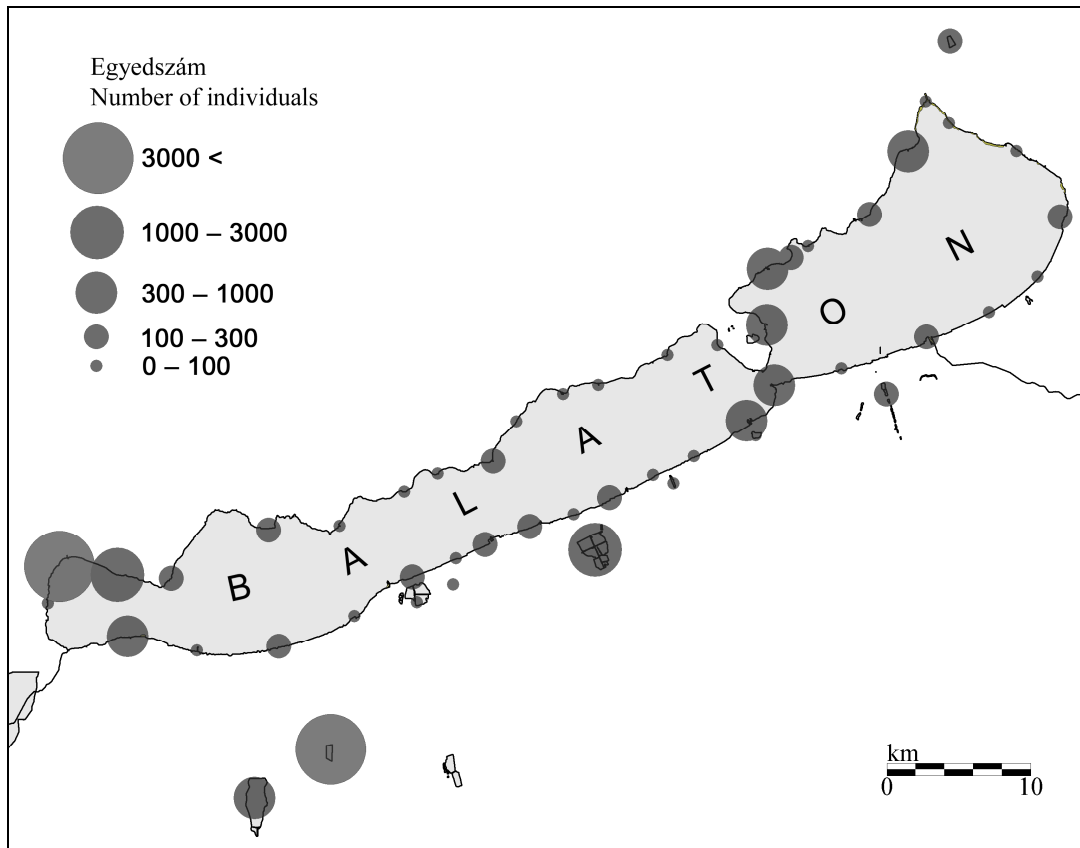 Egyedszám
Number of individuals
3000 <
1000 – 3000
300 – 1000
100 – 300
0 – 100
B A L A T O N
km
0 10